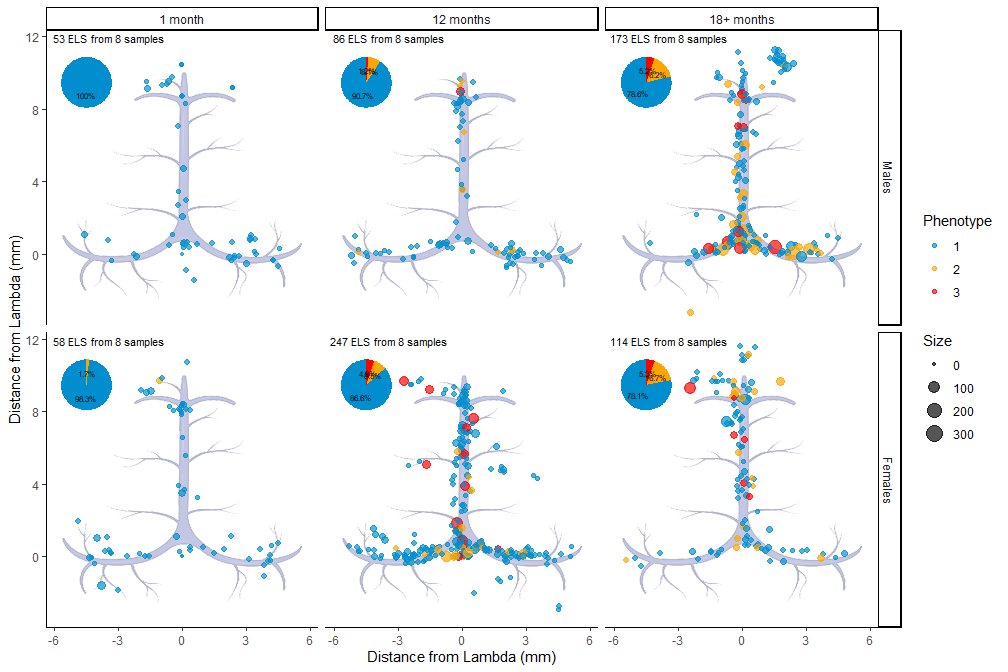 1 month
12 months
18+ months
53 ELS from 8 samples
86 ELS from 8 samples
173 ELS from 8 samples
100%
90.7%
78.6%
Males
58 ELS from 8 samples
247 ELS from 8 samples
114 ELS from 8 samples
1.7%
98.3%
86.6%
78.1%
Females
12
8
4
0
12
8
4
0
-6 -3 0 3 6
-6 -3 0 3 6
-6 -3 0 3 6
Distance from Lambda (mm)
Distance from Lambda (mm)
Phenotype
1
2
3
Size
0
100
200
300